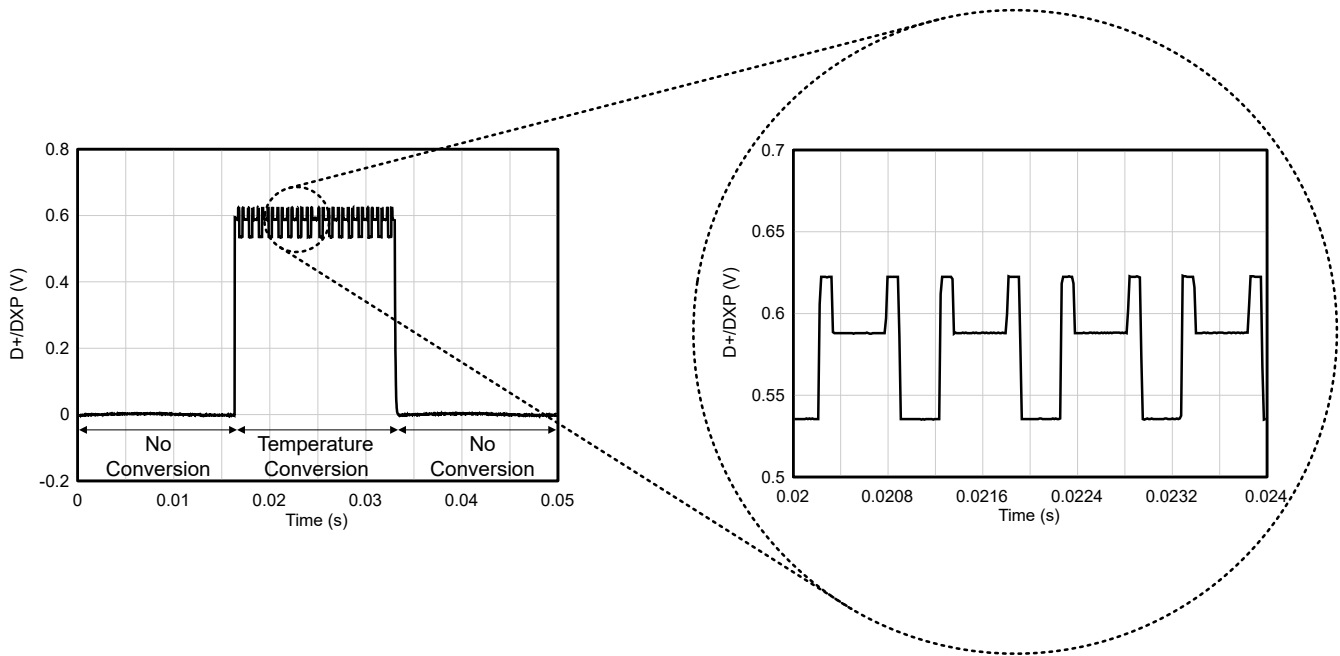 0.8
0.6
0.4
0.2
0
-0.2
D+/DXP (V)
No
Conversion
Temperature
Conversion
No
Conversion
0 0.01 0.02 0.03 0.04 0.05
Time (s)
0.7
0.65
0.6
0.55
0.5
D+/DXP (V)
0.02 0.0208 0.0216 0.0224 0.0232 0.024
Time (s)